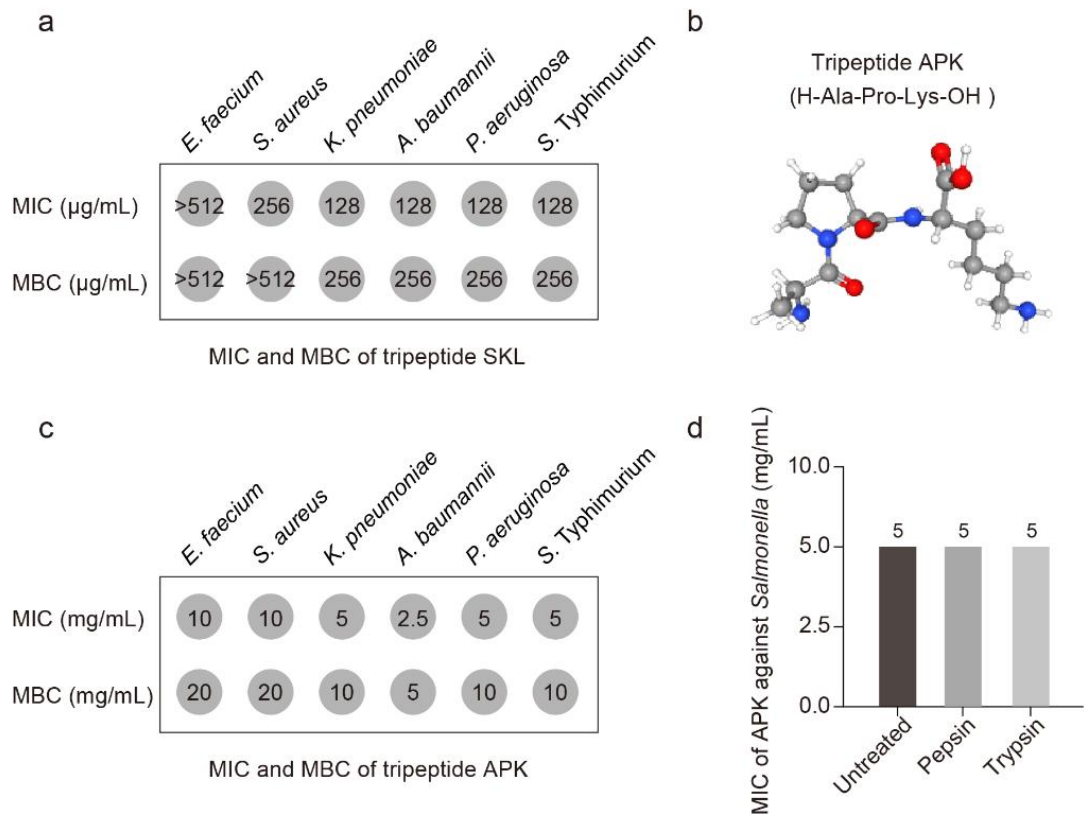 a
E. faecium
S. aureus
K. pneumoniae
A. baumannii
P. aeruginosa
S. Typhimurium
MIC (μg/mL)
>512 256 128 128 128 128
MBC (μg/mL)
>512 >512 256 256 256 256
MIC and MBC of tripeptide SKL
b
Tripeptide APK
(H-Ala-Pro-Lys-OH )
c
E. faecium
S. aureus
K. pneumoniae
A. baumannii
P. aeruginosa
S. Typhimurium
MIC (mg/mL)
10 10 5 2.5 5 5
MBC (mg/mL)
20 20 10 5 10 10
MIC and MBC of tripeptide APK
d
MIC of APK against Salmonella (mg/mL)
10.0
7.5
5.0
2.5
0.0
5 5 5
Untreated
Pepsin
Trypsin